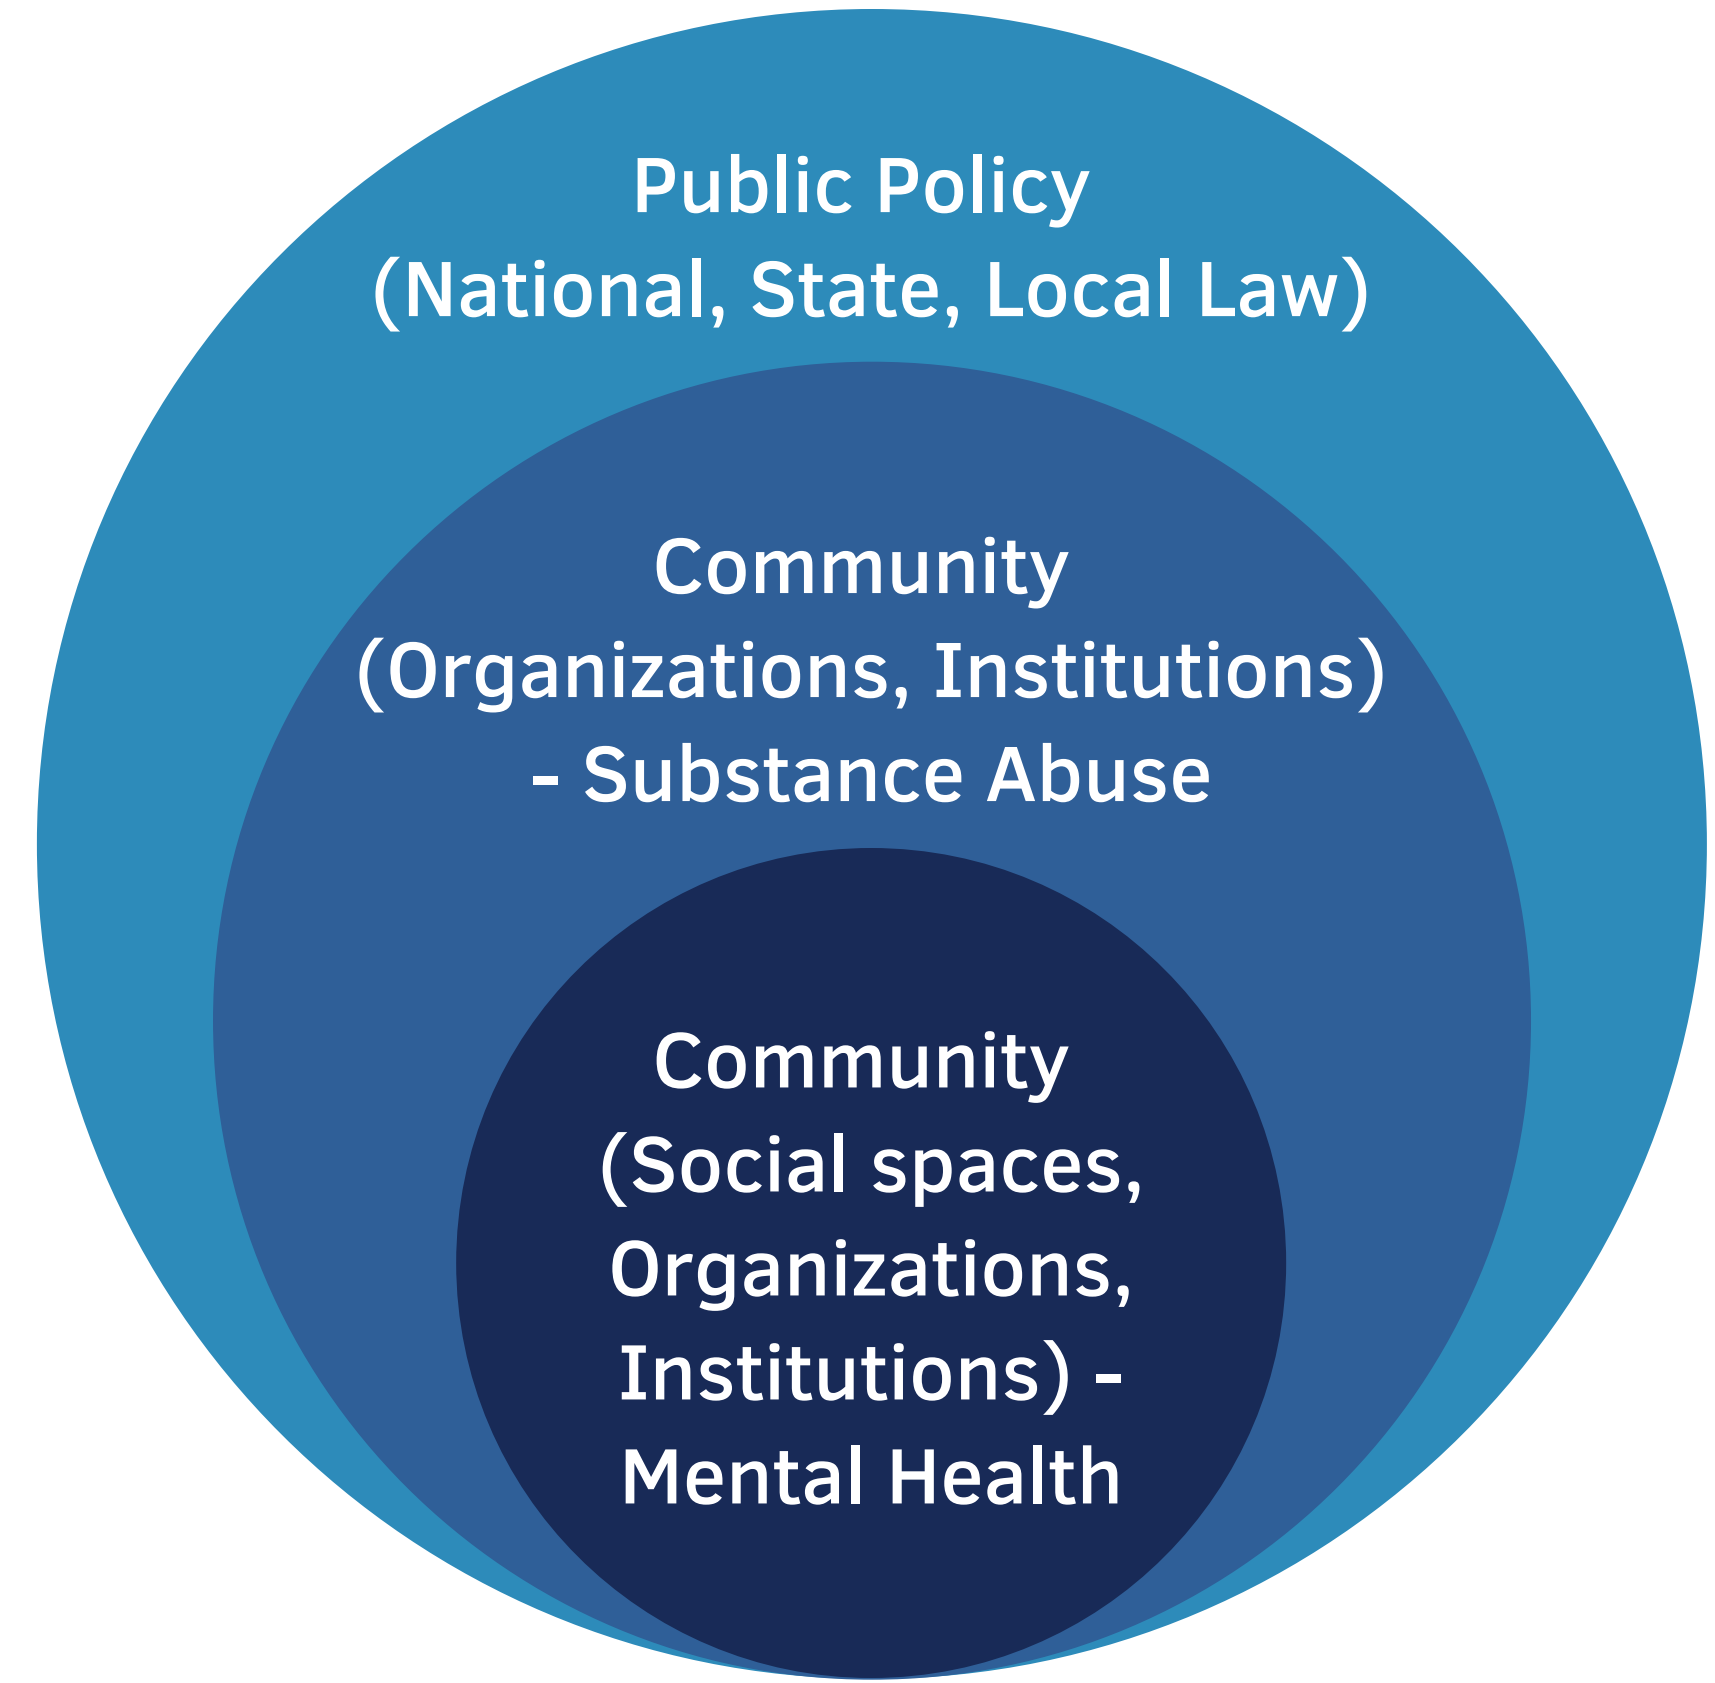 Public Policy
(National, State, Local Law)
Community
(Organizations, Institutions)
- Substance Abuse
Community
(Social spaces,
Organizations,
Institutions) -
Mental Health